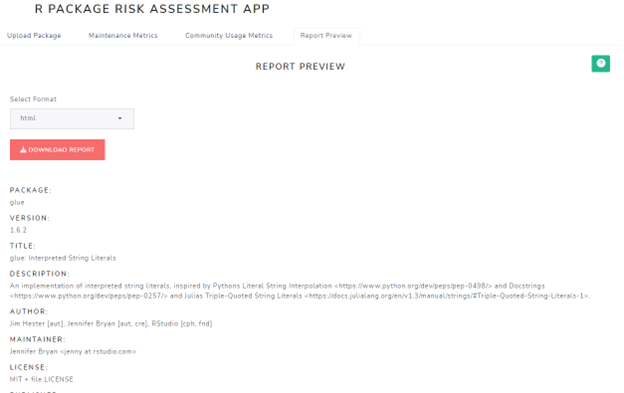 R PACKAGE RISK ASSESSMENT APP
Upload Package Maintenance Metrics Community Usage Metrics Report Preview
REPORT PREVIEW
?
Select Format
html
DOWNLOAD REPORT
PACKAGE:
glue
VERSION:
1.6.2
TITLE:
glue: Interpreted String Literals
DESCRIPTION:
An implementation of interpreted string literals, inspired by Pythons Literal String Interpolation <https://www.python.org/dev/peps/pep-0498/> and Docstrings
<https://www.python.org/dev/peps/pep-0257/> and Julias Triple-Quoted String Literals <https://docs.julialang.org/en/v1.3/manual/strings/#Triple-Quoted-String-Literals-1>.
AUTHOR:
Jim Hester [aut], Jennifer Bryan [aut, cre], RStudio [cph, fnd]
MAINTAINER:
Jennifer Bryan <jenny at rstudio.com>
LICENSE:
MIT + file LICENSE